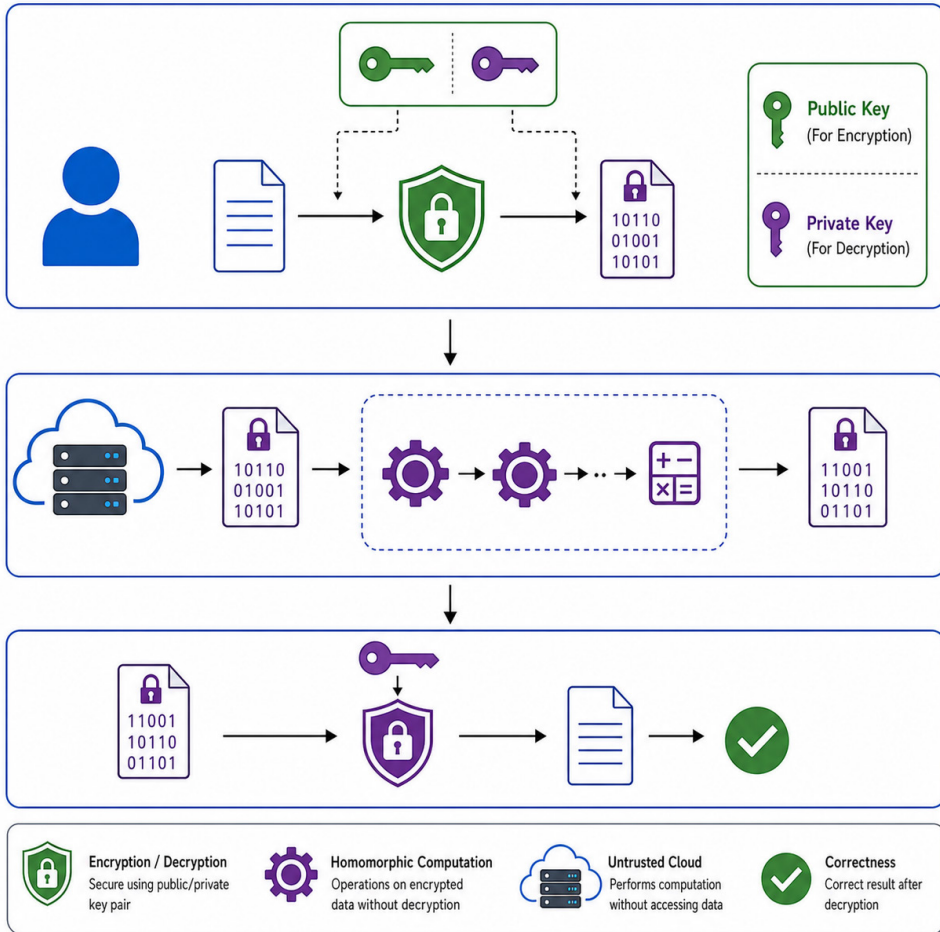 Public Key
(For Encryption)
Private Key
(For Decryption)
10110
01001
10101
10110
01001
10101
+ −
× =
11001
10110
01101
11001
10110
01101
Encryption / Decryption
Secure using public/private
key pair
Homomorphic Computation
Operations on encrypted
data without decryption
Untrusted Cloud
Performs computation
without accessing data
Correctness
Correct result after
decryption